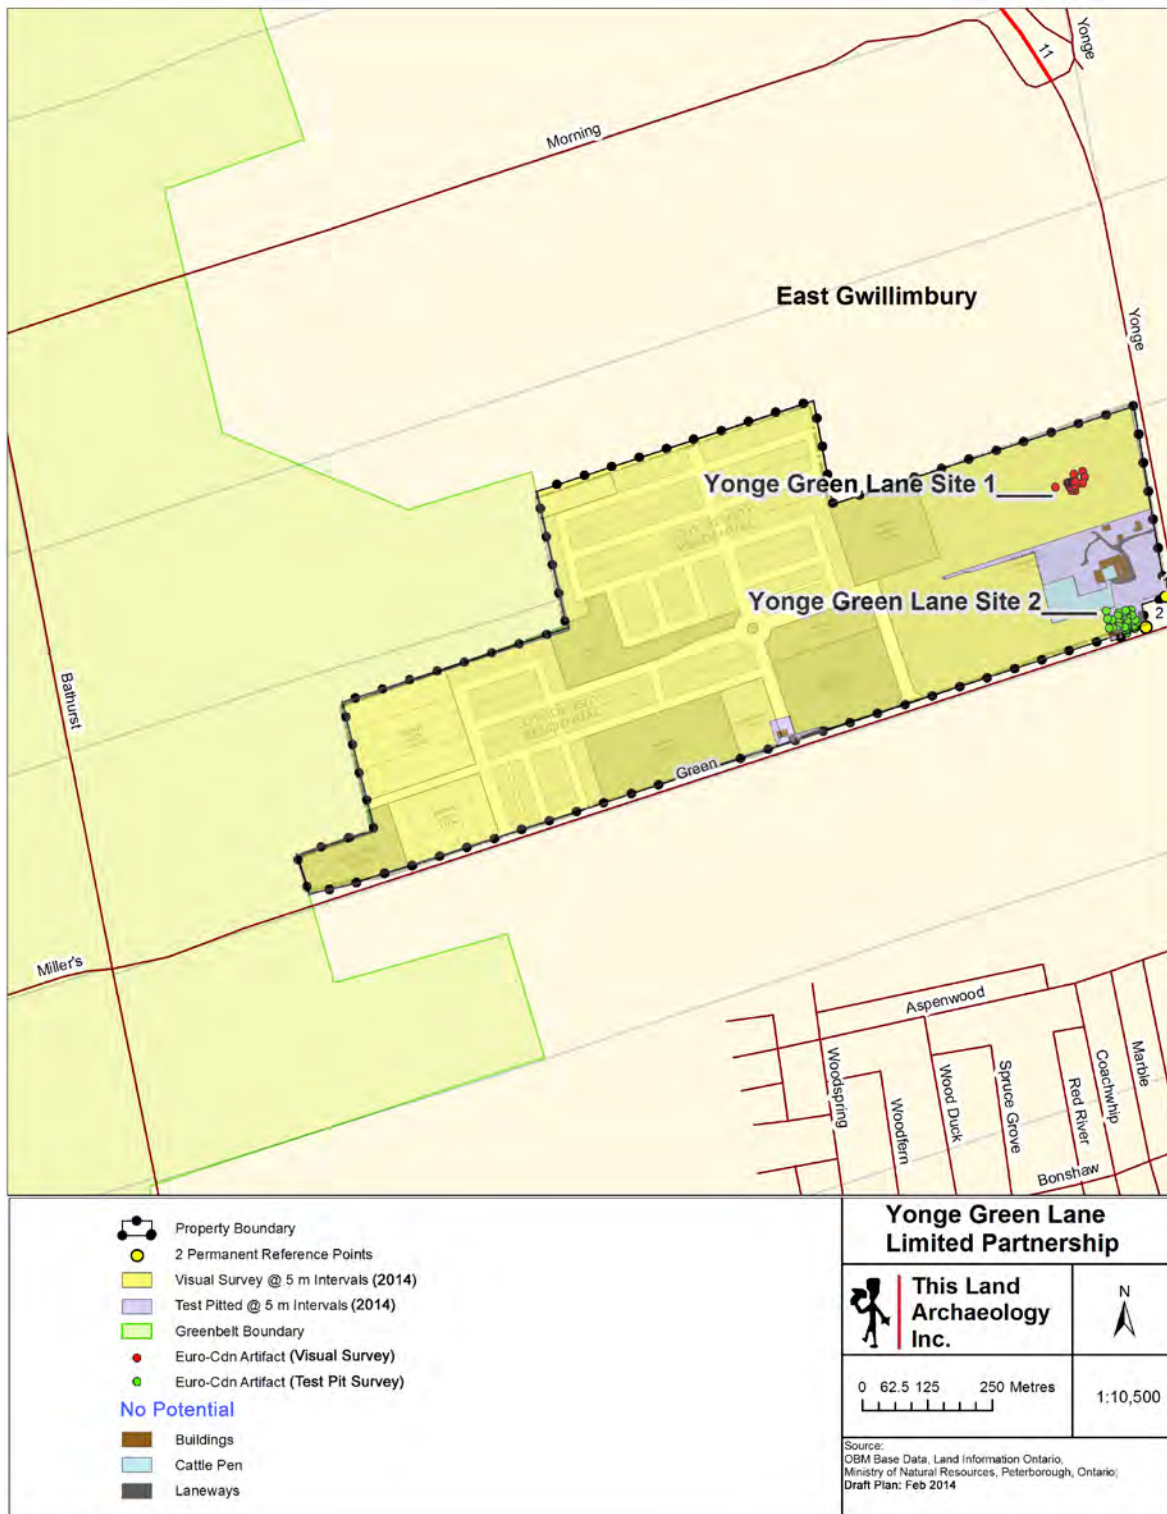 Yonge
11
Morning
East Gwillimbury
Yonge
Yonge Green Lane Site 1
Yonge Green Lane Site 2
1
2
Bathurst
Green
Miller's
Aspenwood
Woodspring
Woodfern
Wood Duck
Spruce Grove
Red River
Coachwhip
Marble
Bonshaw
Property Boundary
2 Permanent Reference Points
Visual Survey @ 5 m Intervals (2014)
Test Pitted @ 5 m Intervals (2014)
Greenbelt Boundary
Euro-Cdn Artifact (Visual Survey)
Euro-Cdn Artifact (Test Pit Survey)
No Potential
Buildings
Cattle Pen
Laneways
Yonge Green Lane
Limited Partnership
This Land
Archaeology
Inc.
N
0 62.5 125 250 Metres
1:10,500
Source:
OBM Base Data, Land Information Ontario,
Ministry of Natural Resources, Peterborough, Ontario;
Draft Plan: Feb 2014